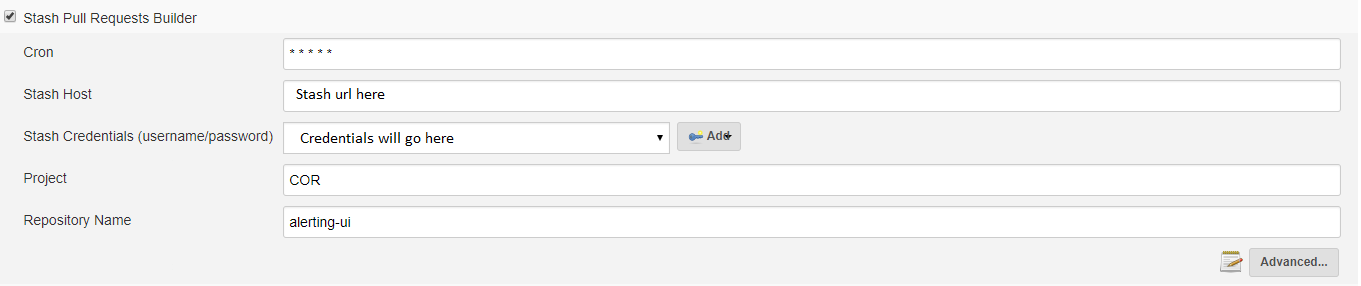 Stash Pull Requests Builder
Cron * * * * *
Stash Host Stash url here
Stash Credentials (username/password) Credentials will go here Add
Project COR
Repository Name alerting-ui
Advanced...